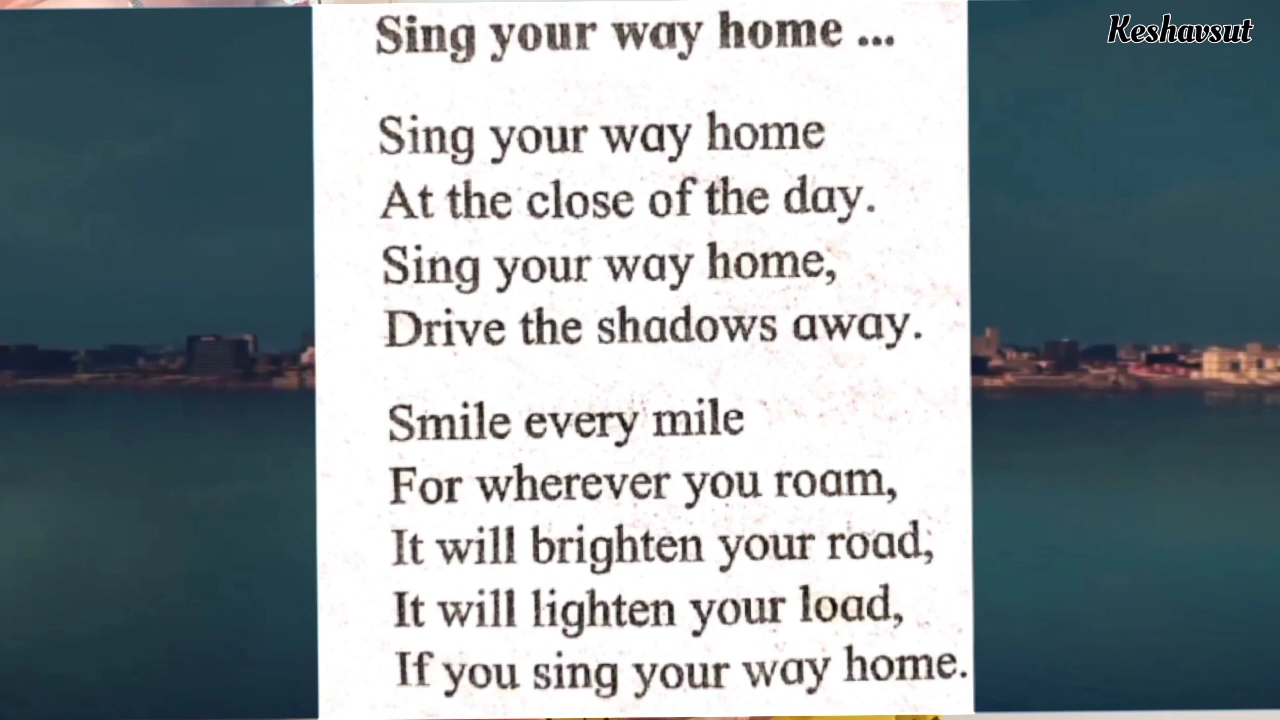 Sing your way home ...
Keshavsut
Sing your way home
At the close of the day.
Sing your way home,
Drive the shadows away.
Smile every mile
For wherever you roam,
It will brighten your road,
It will lighten your load,
If you sing your way home.